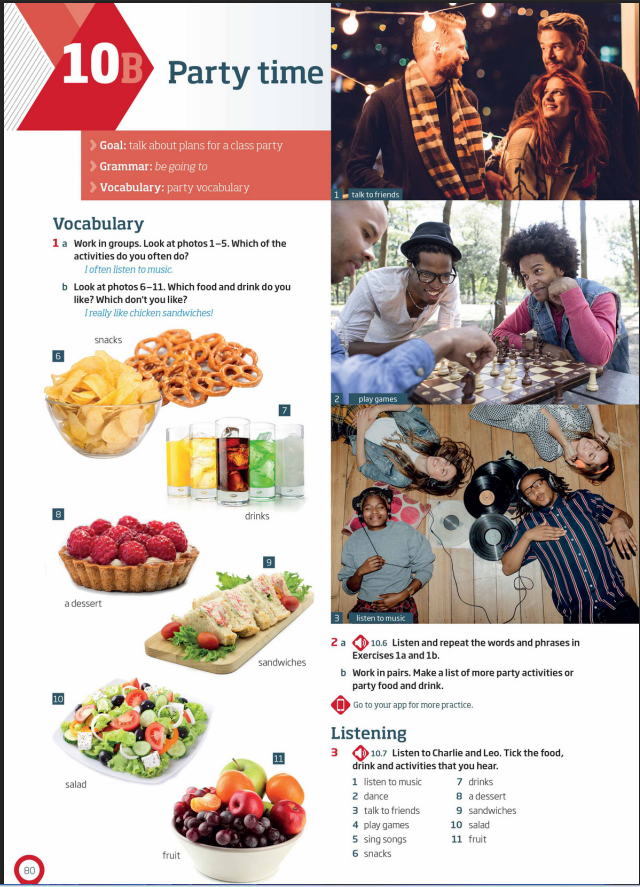 10B
Party time
Goal: talk about plans for a class party
Grammar: be going to
Vocabulary: party vocabulary
1 talk to friends
2 play games
3 listen to music
Vocabulary
1 a Work in groups. Look at photos 1–5. Which of the
activities do you often do?
I often listen to music.
b Look at photos 6–11. Which food and drink do you
like? Which don't you like?
I really like chicken sandwiches!
snacks
6
7
drinks
8
a dessert
9
sandwiches
10
salad
11
fruit
2 a 10.6 Listen and repeat the words and phrases in
Exercises 1a and 1b.
b Work in pairs. Make a list of more party activities or
party food and drink.
Go to your app for more practice.
Listening
3 10.7 Listen to Charlie and Leo. Tick the food,
drink and activities that you hear.
1 listen to music
2 dance
3 talk to friends
4 play games
5 sing songs
6 snacks
7 drinks
8 a dessert
9 sandwiches
10 salad
11 fruit
80